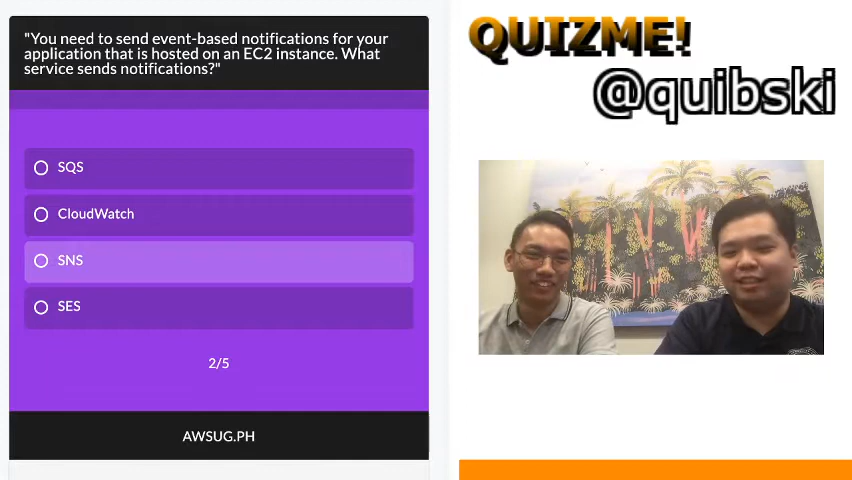 "You need to send event-based notifications for your
application that is hosted on an EC2 instance. What
service sends notifications?"
SQS
CloudWatch
SNS
SES
2/5
AWSUG.PH
QUIZME!
@quibski